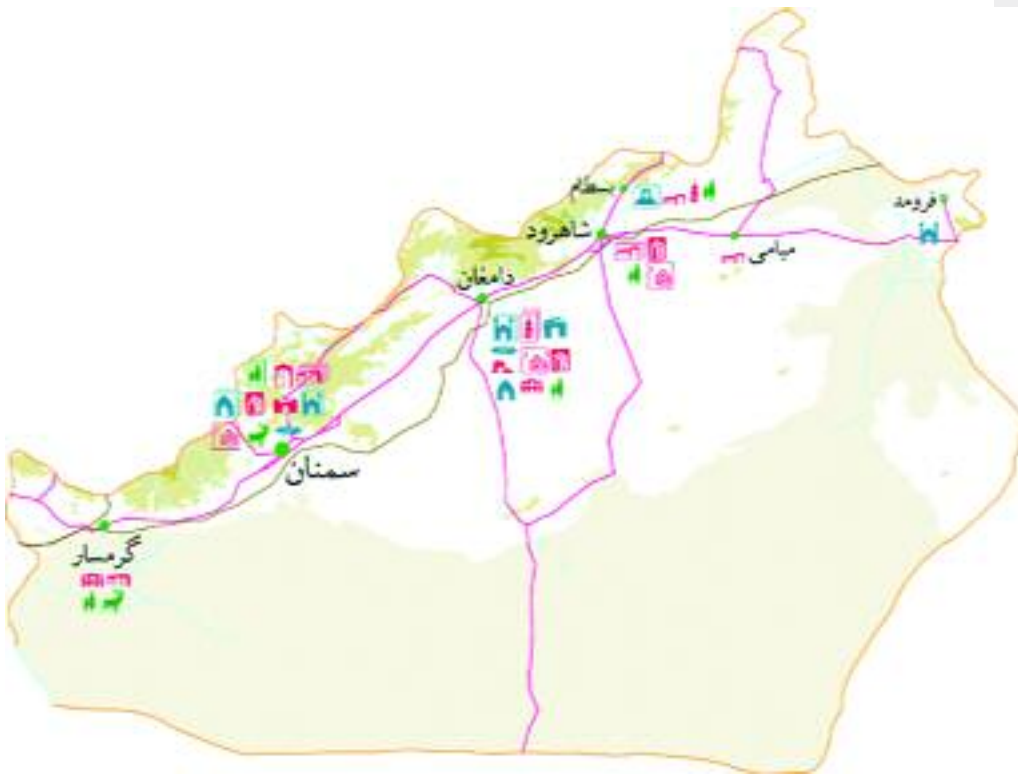 بسطام
فرومد
شاهرود
میامی
دامغان
سمنان
گرمسار